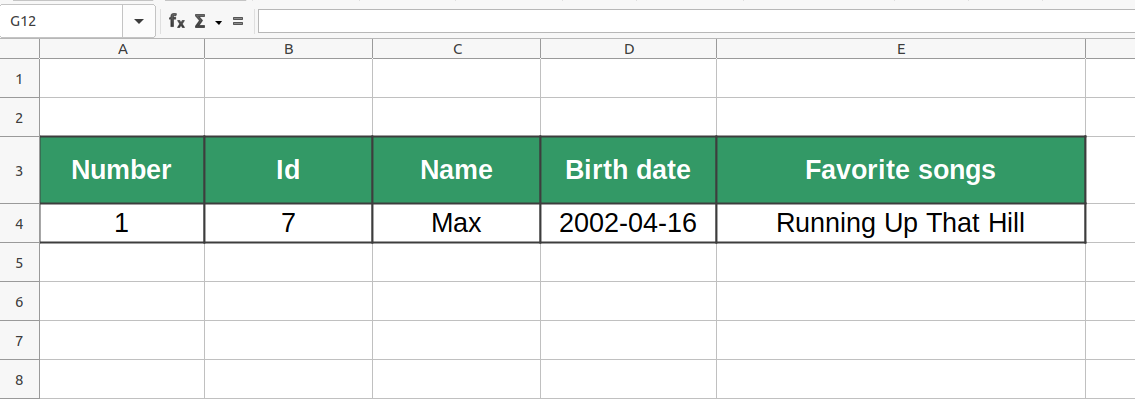 G12 fx Σ =
A B C D E
1
2
3 Number Id Name Birth date Favorite songs
4 1 7 Max 2002-04-16 Running Up That Hill
5
6
7
8